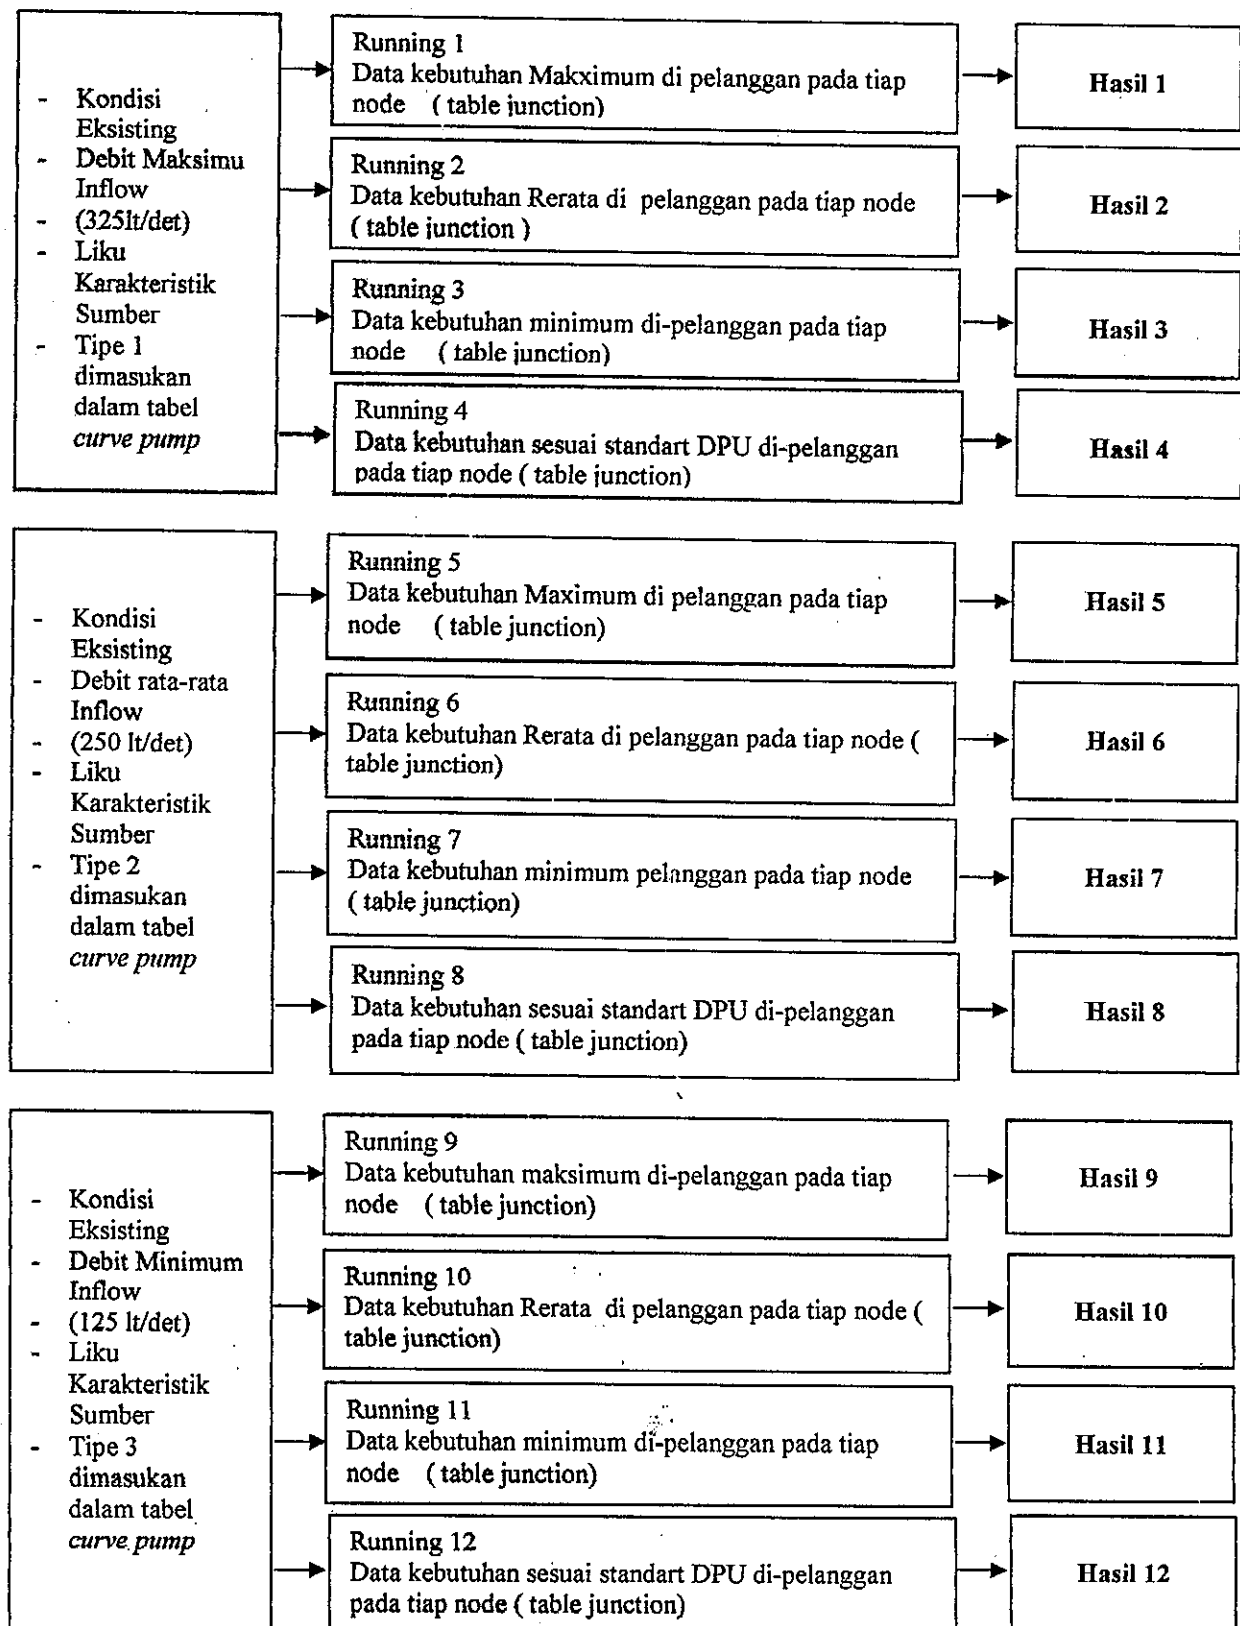 - Kondisi
Eksisting
- Debit Maksimu
Inflow
- (325lt/det)
- Liku
Karakteristik
Sumber
- Tipe 1
dimasukan
dalam tabel
curve pump
Running 1
Data kebutuhan Makximum di pelanggan pada tiap
node ( table junction)
Hasil 1
Running 2
Data kebutuhan Rerata di pelanggan pada tiap node
( table junction )
Hasil 2
Running 3
Data kebutuhan minimum di-pelanggan pada tiap
node ( table junction)
Hasil 3
Running 4
Data kebutuhan sesuai standart DPU di-pelanggan
pada tiap node ( table junction)
Hasil 4
- Kondisi
Eksisting
- Debit rata-rata
Inflow
- (250 lt/det)
- Liku
Karakteristik
Sumber
- Tipe 2
dimasukan
dalam tabel
curve pump
Running 5
Data kebutuhan Maximum di pelanggan pada tiap
node ( table junction)
Hasil 5
Running 6
Data kebutuhan Rerata di pelanggan pada tiap node (
table junction)
Hasil 6
Running 7
Data kebutuhan minimum pelanggan pada tiap node
( table junction)
Hasil 7
Running 8
Data kebutuhan sesuai standart DPU di-pelanggan
pada tiap node ( table junction)
Hasil 8
- Kondisi
Eksisting
- Debit Minimum
Inflow
- (125 lt/det)
- Liku
Karakteristik
Sumber
- Tipe 3
dimasukan
dalam tabel
curve pump
Running 9
Data kebutuhan maksimum di-pelanggan pada tiap
node ( table junction)
Hasil 9
Running 10
Data kebutuhan Rerata di pelanggan pada tiap node (
table junction)
Hasil 10
Running 11
Data kebutuhan minimum di-pelanggan pada tiap
node ( table junction)
Hasil 11
Running 12
Data kebutuhan sesuai standart DPU di-pelanggan
pada tiap node ( table junction)
Hasil 12